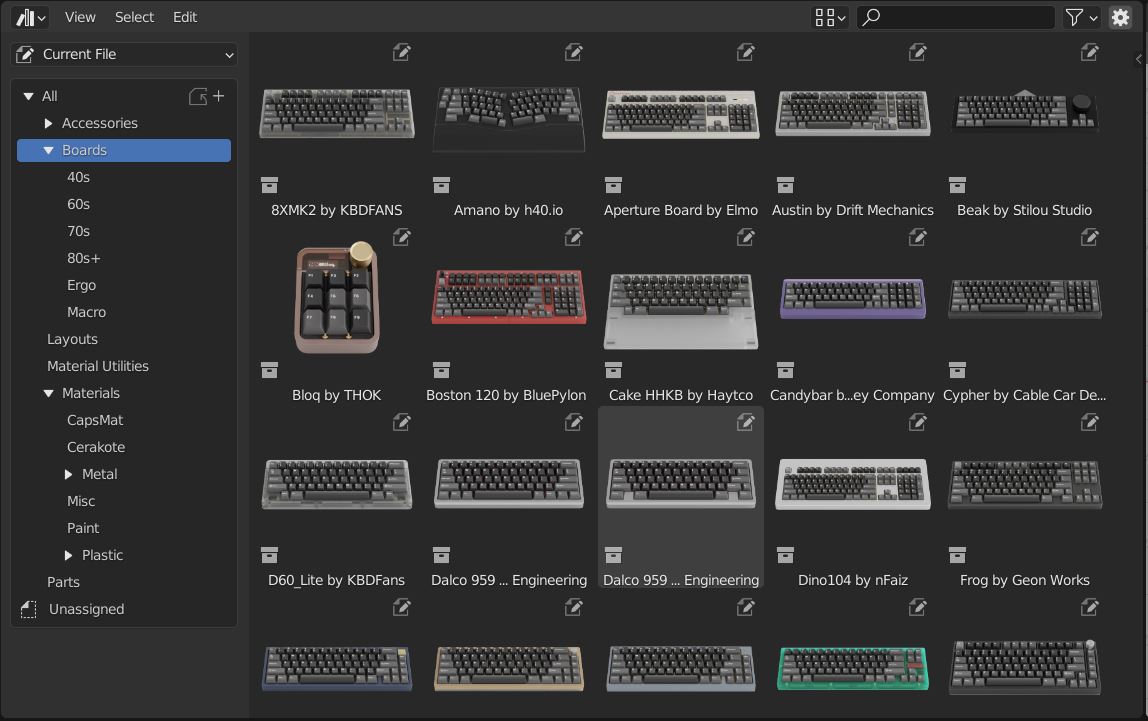 View Select Edit
Current File
All
Accessories
Boards
40s
60s
70s
80s+
Ergo
Macro
Layouts
Material Utilities
Materials
CapsMat
Cerakote
Metal
Misc
Paint
Plastic
Parts
Unassigned
8XMK2 by KBDFANS
Amano by h40.io
Aperture Board by Elmo
Austin by Drift Mechanics
Beak by Stilou Studio
Bloq by THOK
Boston 120 by BluePylon
Cake HHKB by Haytco
Candybar b...ey Company
Cypher by Cable Car De...
D60_Lite by KBDFans
Dalco 959 ... Engineering
Dalco 959 ... Engineering
Dino104 by nFaiz
Frog by Geon Works